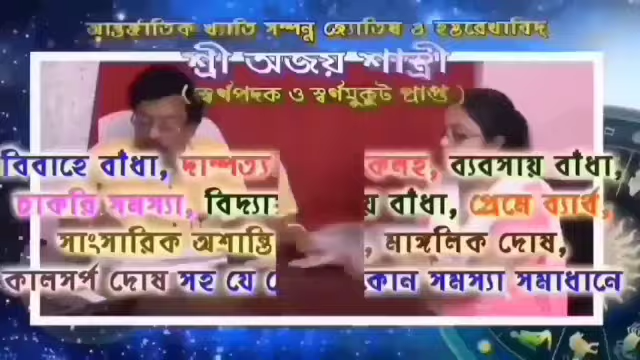 আন্তর্জাতিক খ্যাতি সম্পন্ন জ্যোতিষ ও হস্তরেখাবিদ্
শ্রী অজয় শাস্ত্রী
( স্বর্ণপদক ও স্বর্ণমুকুট প্রাপ্ত )
বিবাহে বাঁধা, দাম্পত্য কলহ, ব্যবসায় বাঁধা,
চাকরি সমস্যা, বিদ্যা য় বাঁধা, প্রেমে ব্যার্থ,
সাংসারিক অশান্তি , মাঙ্গলিক দোষ,
কালসর্প দোষ সহ যে কোন সমস্যা সমাধানে